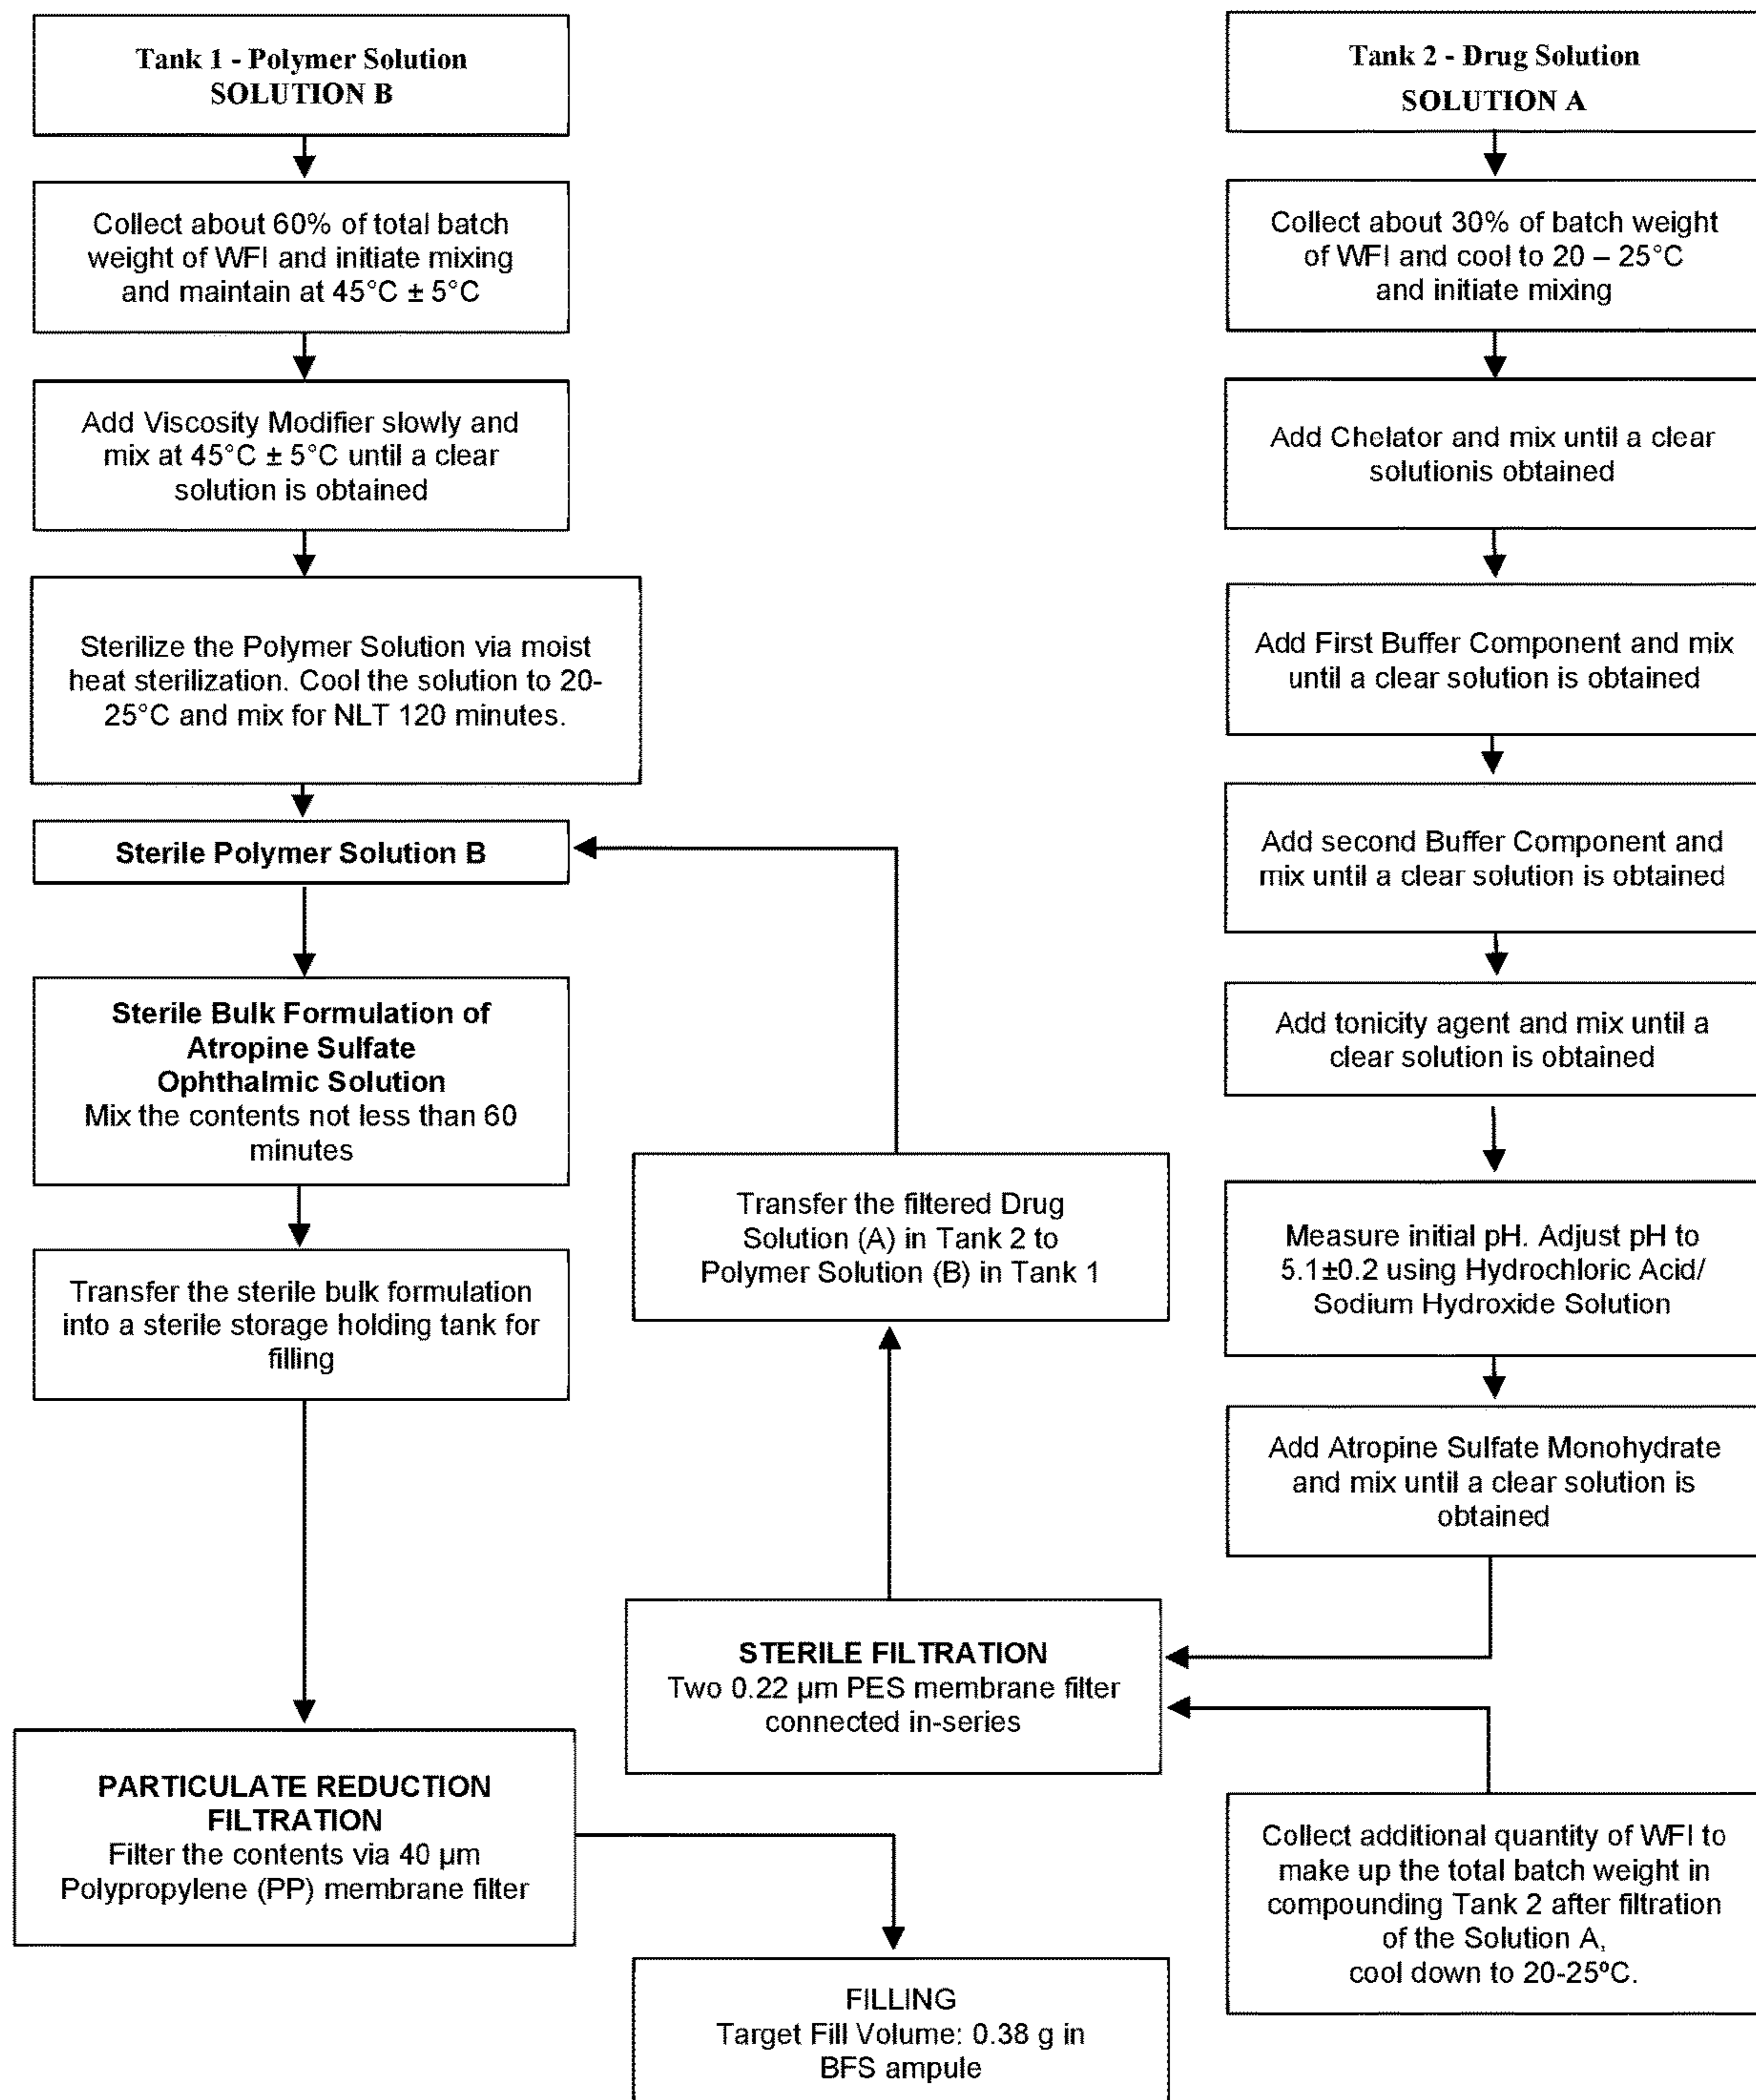 Tank 1 - Polymer Solution
SOLUTION B
Collect about 60% of total batch
weight of WFI and initiate mixing
and maintain at 45°C ± 5°C
Add Viscosity Modifier slowly and
mix at 45°C ± 5°C until a clear
solution is obtained
Sterilize the Polymer Solution via moist
heat sterilization. Cool the solution to 20-
25°C and mix for NLT 120 minutes.
Sterile Polymer Solution B
Sterile Bulk Formulation of
Atropine Sulfate
Ophthalmic Solution
Mix the contents not less than 60
minutes
Transfer the sterile bulk formulation
into a sterile storage holding tank for
filling
PARTICULATE REDUCTION
FILTRATION
Filter the contents via 40 µm
Polypropylene (PP) membrane filter
Tank 2 - Drug Solution
SOLUTION A
Collect about 30% of batch weight
of WFI and cool to 20 – 25°C
and initiate mixing
Add Chelator and mix until a clear
solutionis obtained
Add First Buffer Component and mix
until a clear solution is obtained
Add second Buffer Component and
mix until a clear solution is obtained
Add tonicity agent and mix until a
clear solution is obtained
Measure initial pH. Adjust pH to
5.1±0.2 using Hydrochloric Acid/
Sodium Hydroxide Solution
Add Atropine Sulfate Monohydrate
and mix until a clear solution is
obtained
Collect additional quantity of WFI to
make up the total batch weight in
compounding Tank 2 after filtration
of the Solution A,
cool down to 20-25ºC.
STERILE FILTRATION
Two 0.22 µm PES membrane filter
connected in-series
Transfer the filtered Drug
Solution (A) in Tank 2 to
Polymer Solution (B) in Tank 1
FILLING
Target Fill Volume: 0.38 g in
BFS ampule